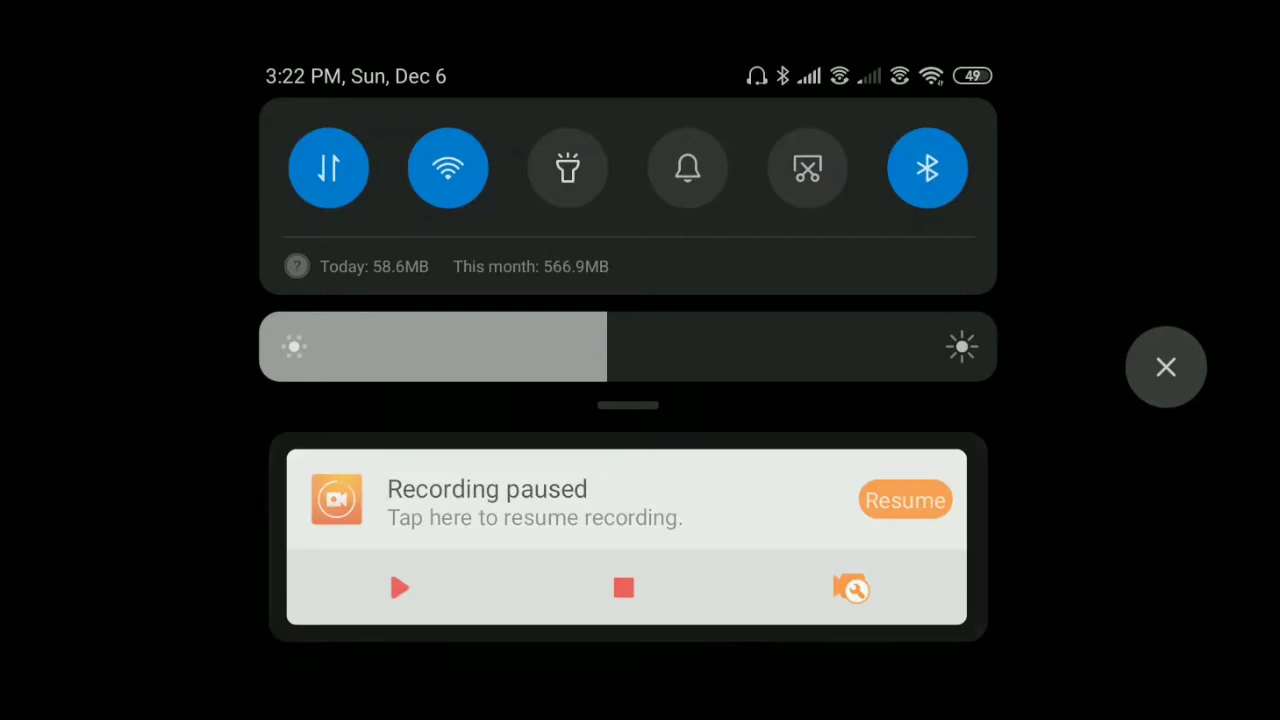 3:22 PM, Sun, Dec 6
49
? Today: 58.6MB This month: 566.9MB
Recording paused
Tap here to resume recording.
Resume